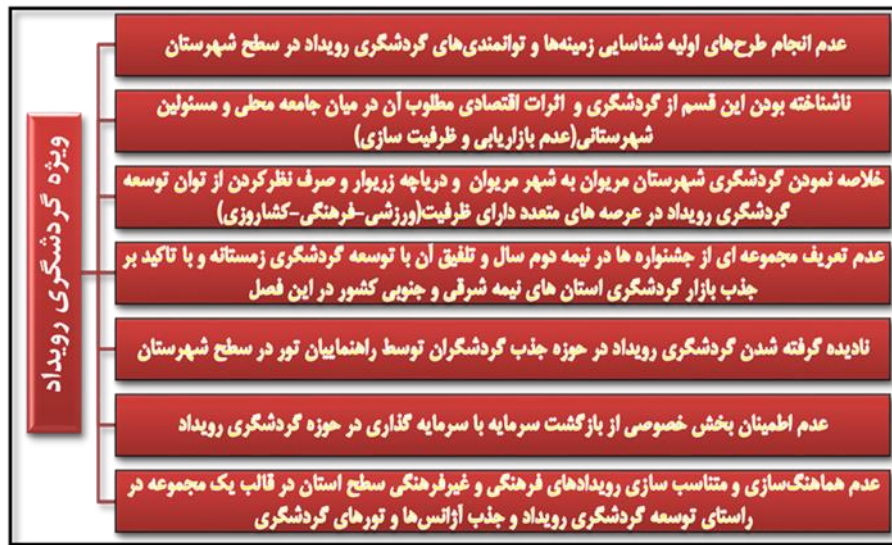 ویژه گردشگری رویداد
عدم انجام طرح‌های اولیه شناسایی زمینه‌ها و توانمندی‌های گردشگری رویداد در سطح شهرستان
ناشناخته بودن این قسم از گردشگری و اثرات اقتصادی مطلوب آن در میان جامعه محلی و مسئولین
شهرستانی(عدم بازاریابی و ظرفیت سازی)
خلاصه نمودن گردشگری شهرستان مریوان به شهر مریوان و دریاچه زریوار و صرف نظرکردن از توان توسعه
گردشگری رویداد در عرصه های متعدد دارای ظرفیت(ورزشی-فرهنگی-کشاورزی)
عدم تعریف مجموعه ای از جشنواره ها در نیمه دوم سال و تلفیق آن با توسعه گردشگری زمستانه و با تاکید بر
جذب بازار گردشگری استان های نیمه شرقی و جنوبی کشور در این فصل
نادیده گرفته شدن گردشگری رویداد در حوزه جذب گردشگران توسط راهنماییان تور در سطح شهرستان
عدم اطمینان بخش خصوصی از بازگشت سرمایه با سرمایه گذاری در حوزه گردشگری رویداد
عدم هماهنگ‌سازی و متناسب سازی رویدادهای فرهنگی و غیرفرهنگی سطح استان در قالب یک مجموعه در
راستای توسعه گردشگری رویداد و جذب آژانس‌ها و تورهای گردشگری